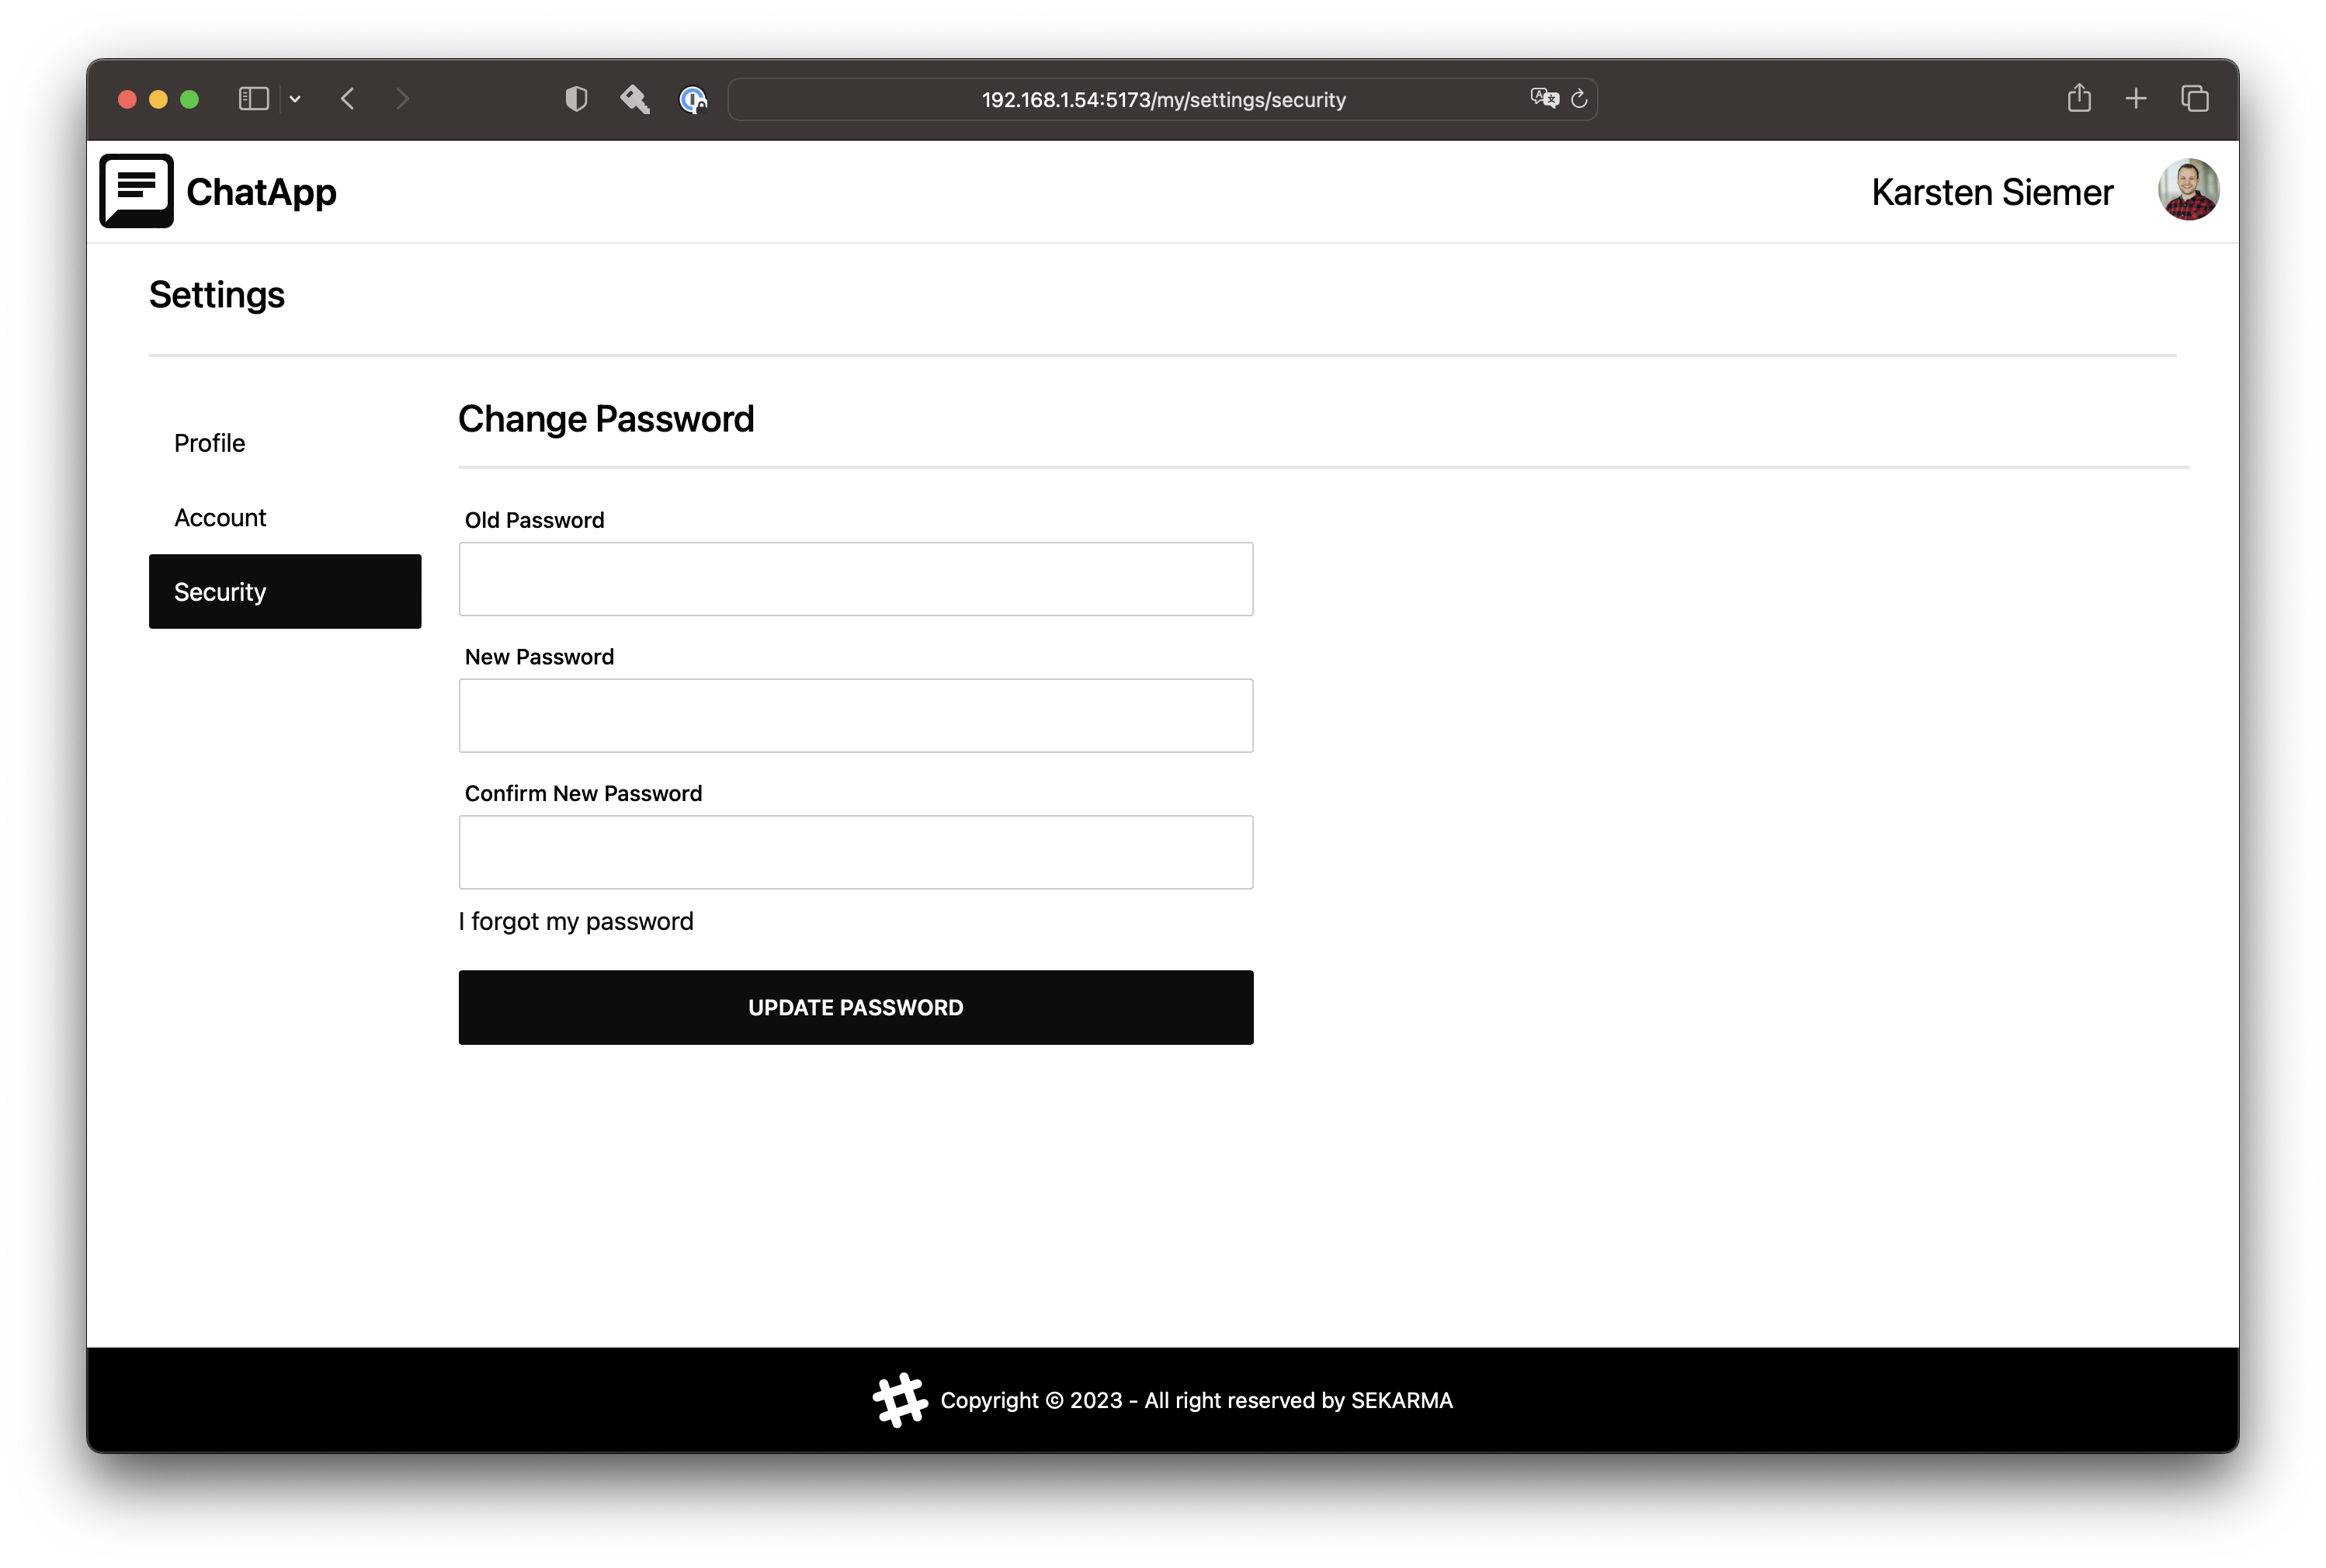 192.168.1.54:5173/my/settings/security
ChatApp
Karsten Siemer
Settings
Profile
Account
Security
Change Password
Old Password
New Password
Confirm New Password
I forgot my password
UPDATE PASSWORD
Copyright © 2023 - All right reserved by SEKARMA